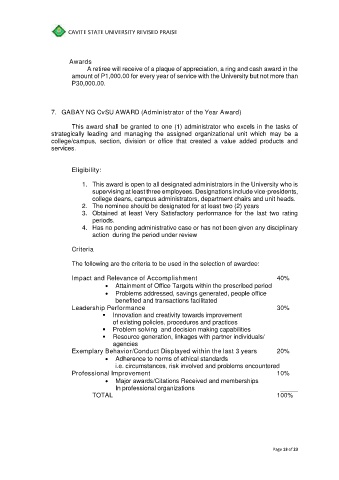 CAVITE STATE UNIVERSITY REVISED PRAISE
Awards
A retiree will receive of a plaque of appreciation, a ring and cash award in the
amount of P1,000.00 for every year of service with the University but not more than
P30,000.00.
7. GABAY NG CvSU AWARD (Administrator of the Year Award)
This award shall be granted to one (1) administrator who excels in the tasks of
strategically leading and managing the assigned organizational unit which may be a
college/campus, section, division or office that created a value added products and
services.
Eligibility:
1. This award is open to all designated administrators in the University who is
supervising at least three employees. Designations include vice-presidents,
college deans, campus administrators, department chairs and unit heads.
2. The nominee should be designated for at least two (2) years
3. Obtained at least Very Satisfactory performance for the last two rating
periods.
4. Has no pending administrative case or has not been given any disciplinary
action during the period under review
Criteria
The following are the criteria to be used in the selection of awardee:
Impact and Relevance of Accomplishment 40%
• Attainment of Office Targets within the prescribed period
• Problems addressed, savings generated, people office
benefited and transactions facilitated
Leadership Performance 30%
• Innovation and creativity towards improvement
of existing policies, procedures and practices
• Problem solving and decision making capabilities
• Resource generation, linkages with partner individuals/
agencies
Exemplary Behavior/Conduct Displayed within the last 3 years 20%
• Adherence to norms of ethical standards
i.e. circumstances, risk involved and problems encountered
Professional Improvement 10%
• Major awards/Citations Received and memberships
In professional organizations
TOTAL 100%
Page 19 of 23